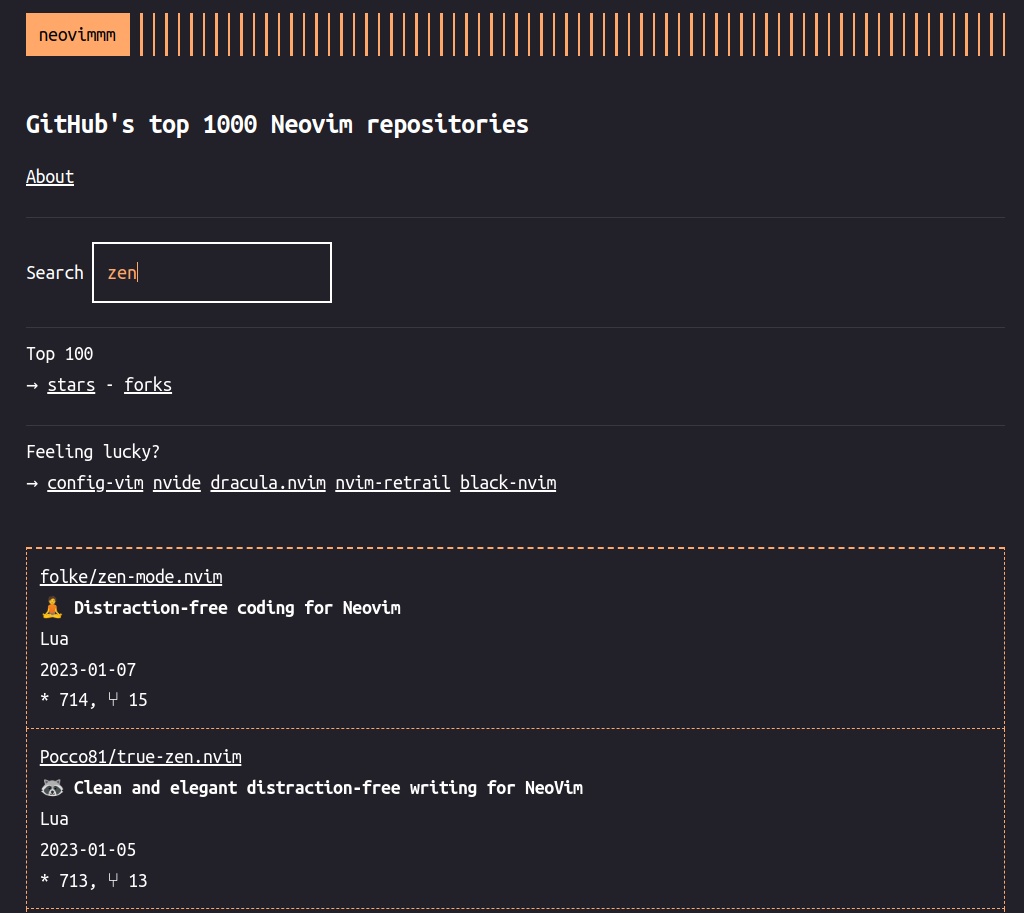 neovimmm
GitHub's top 1000 Neovim repositories
About
Search zen
Top 100
→ stars - forks
Feeling lucky?
→ config-vim nvide dracula.nvim nvim-retrail black-nvim
folke/zen-mode.nvim
🧘 Distraction-free coding for Neovim
Lua
2023-01-07
* 714, ⑂ 15
Pocco81/true-zen.nvim
🦝 Clean and elegant distraction-free writing for NeoVim
Lua
2023-01-05
* 713, ⑂ 13